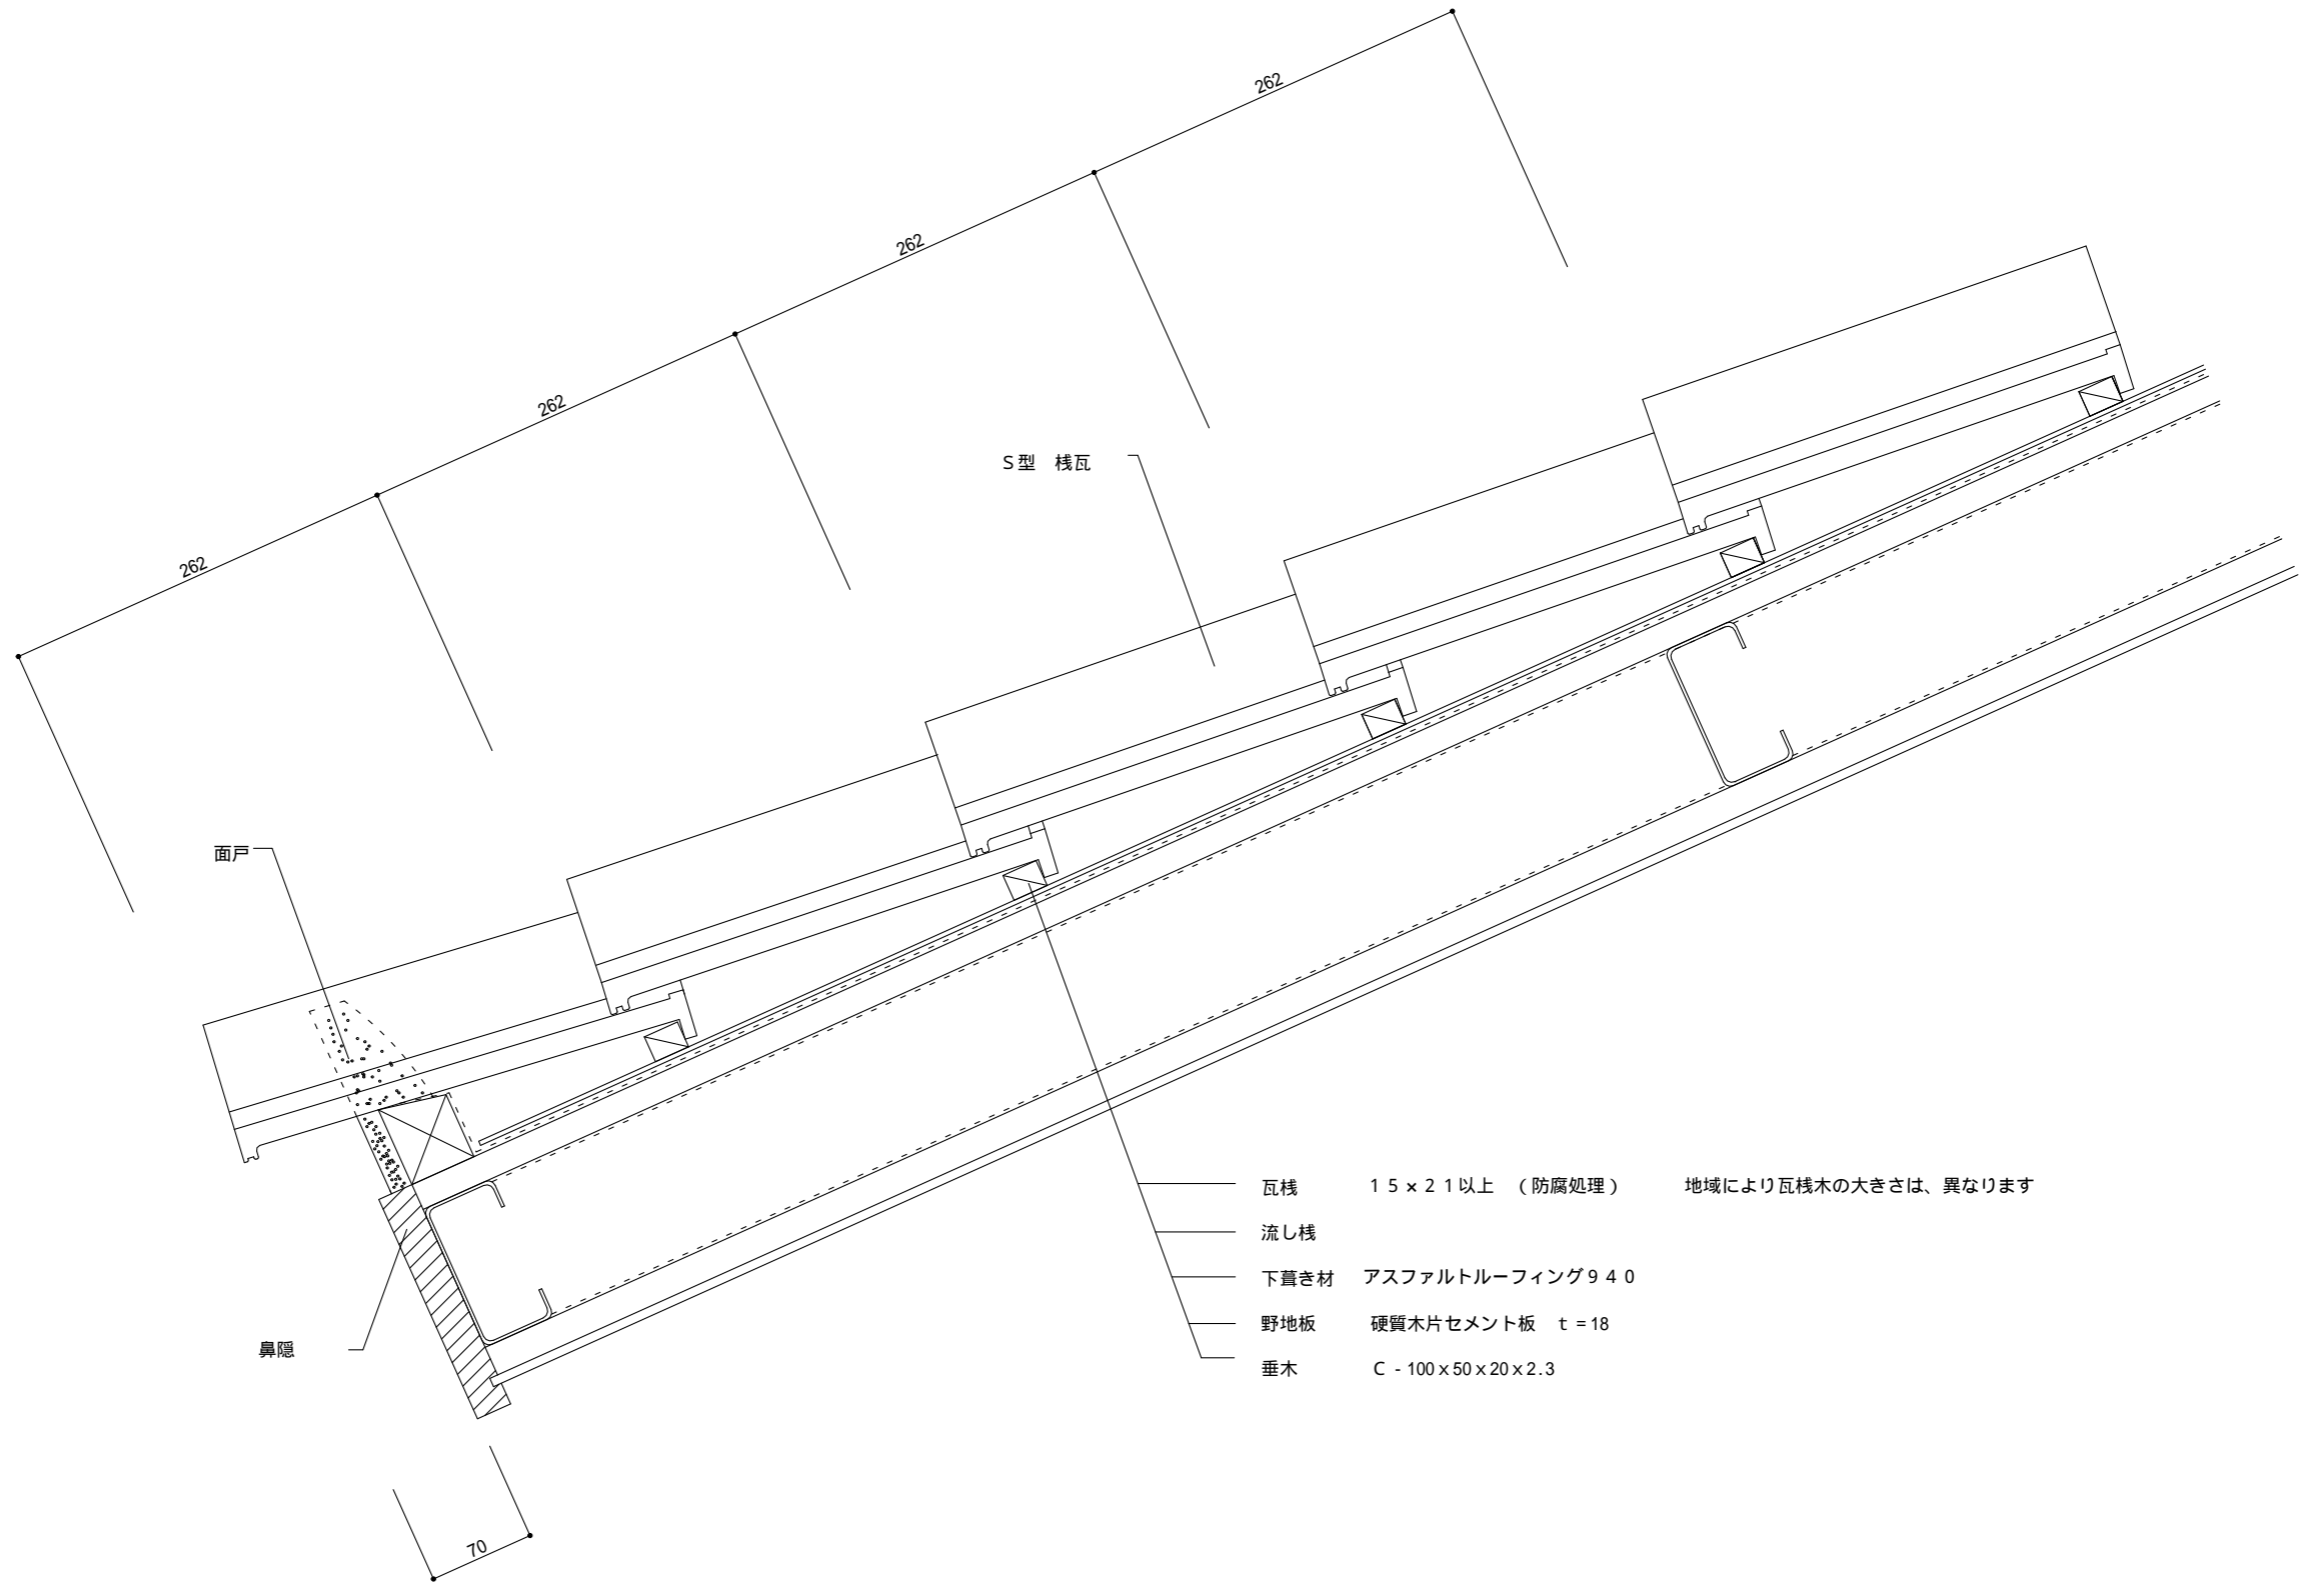 262
262
262
262
S型　桟瓦
面戸
瓦桟　１５×２１以上　（防腐処理）　地域により瓦桟木の大きさは、異なります
流し桟
下葺き材　アスファルトルーフィング９４０
野地板　硬質木片セメント板　ｔ=18
鼻隠
垂木　Ｃ-100x50x20x2.3
70